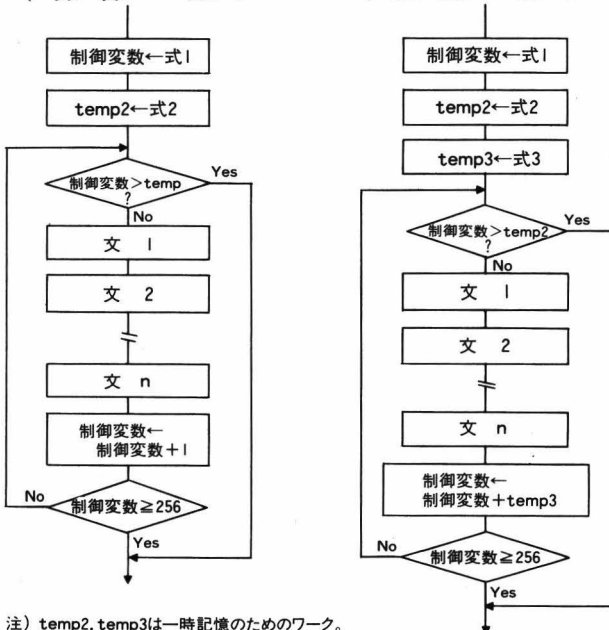 制御変数←式1
temp2←式2
制御変数>temp
?
Yes
No
文 1
文 2
文 n
制御変数←
制御変数+1
No
制御変数≧256
Yes
制御変数←式1
temp2←式2
temp3←式3
制御変数>temp2
?
Yes
No
文 1
文 2
文 n
制御変数←
制御変数+temp3
No
制御変数≧256
Yes
注) temp2, temp3は一時記憶のためのワーク。